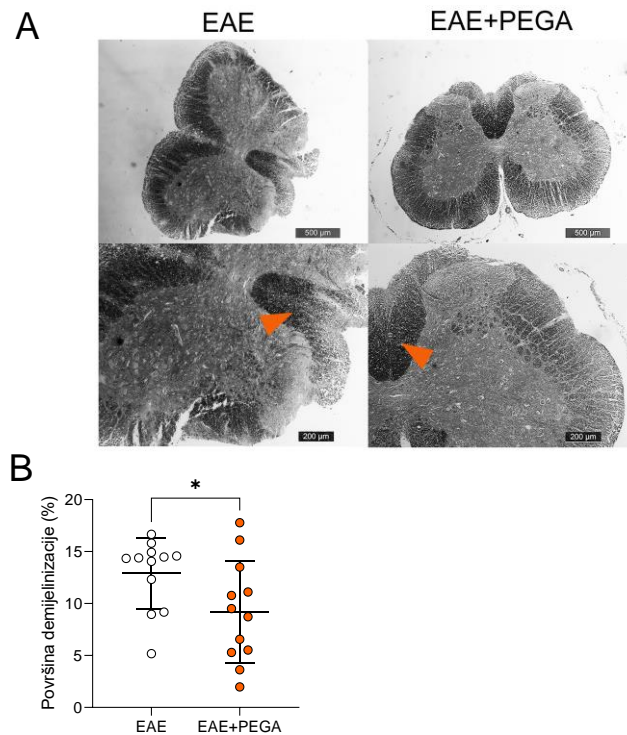 A
EAE
EAE+PEGA
500 µm
500 µm
200 µm
200 µm
B
Površina demijelinizacije (%)
20
15
10
5
0
*
EAE
EAE+PEGA